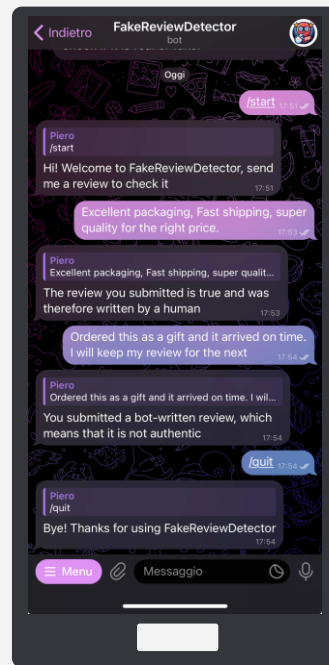 Indietro
FakeReviewDetector
bot
Oggi
/start 17:51
Piero
/start
Hi! Welcome to FakeReviewDetector, send
me a review to check it
17:51
Excellent packaging, Fast shipping, super
quality for the right price.
17:53
Piero
Excellent packaging, Fast shipping, super qualit...
The review you submitted is true and was
therefore written by a human
17:53
Ordered this as a gift and it arrived on time.
I will keep my review for the next
17:54
Piero
Ordered this as a gift and it arrived on time. I wil...
You submitted a bot-written review, which
means that it is not authentic
17:54
/quit 17:54
Piero
/quit
Bye! Thanks for using FakeReviewDetector
17:54
Menu
Messaggio